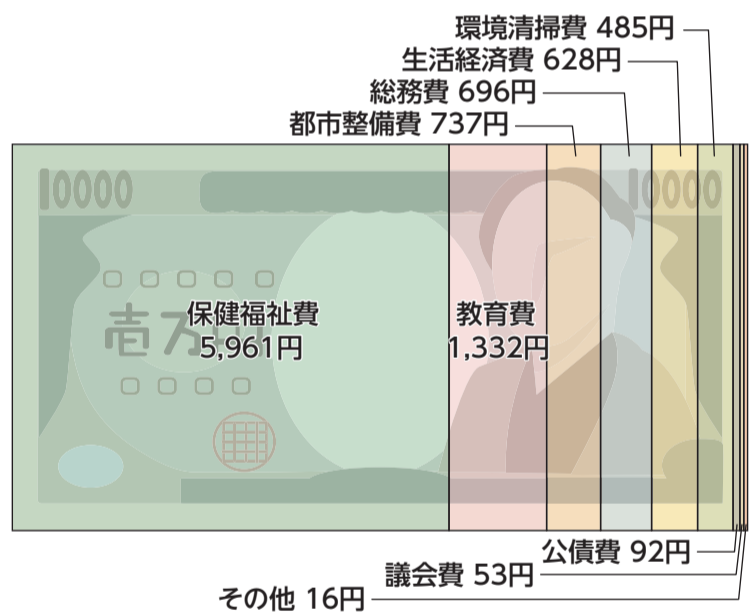 環境清掃費 485円
生活経済費 628円
総務費 696円
都市整備費 737円
10000
10000
保健福祉費
5,961円
教育費
1,332円
壱万円
公債費 92円
議会費 53円
その他 16円